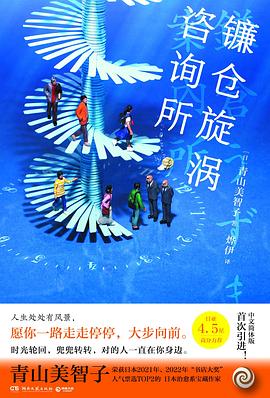 镰仓旋涡
咨询所
[日]青山美智子 著
烨伊 译
人生处处有风景，
愿你一路走走停停，大步向前。
时光轮回，兜兜转转，对的人一直在你身边。
日亚
4.5星
高分力作
中文简体版
首次引进！
青山美智子
荣获日本2021年、2022年“书店大奖”
人气票选TOP2的 日本治愈系宝藏作家
湖南文艺出版社
博集天卷